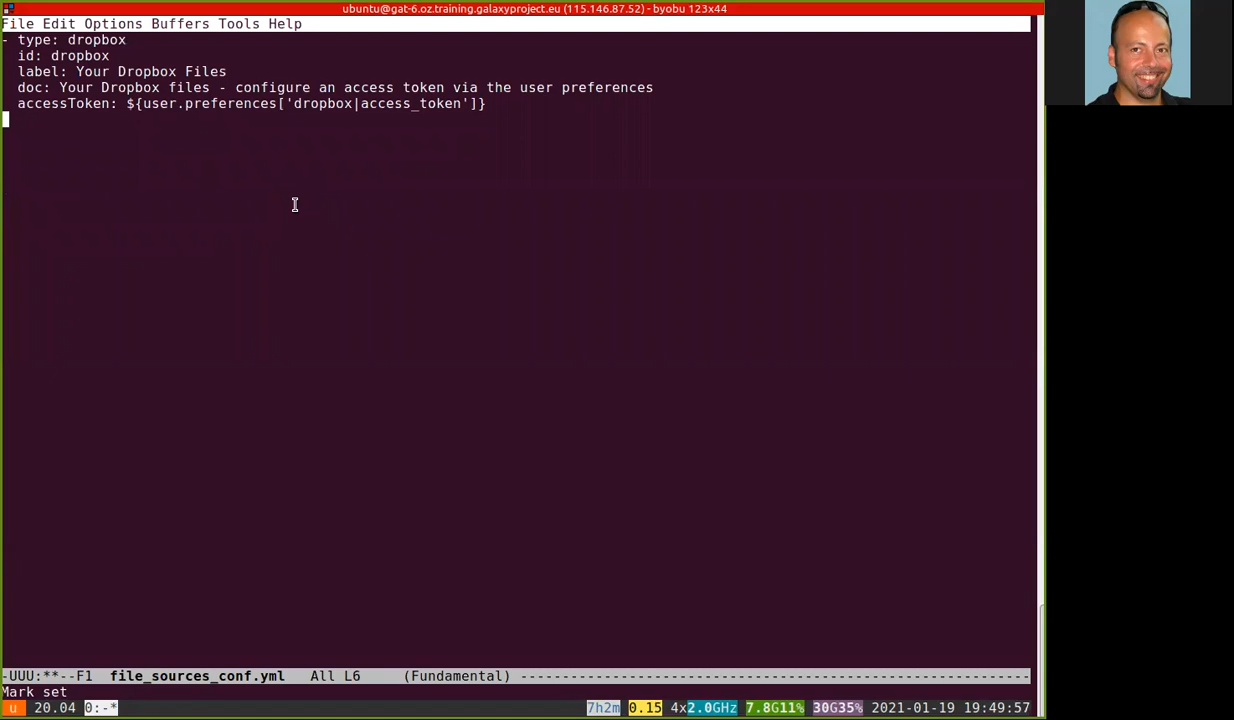 ubuntu@gat-6.oz.training.galaxyproject.eu (115.146.87.52) - byobu 123x44
File Edit Options Buffers Tools Help
- type: dropbox
  id: dropbox
  label: Your Dropbox Files
  doc: Your Dropbox files - configure an access token via the user preferences
  accessToken: ${user.preferences['dropbox|access_token']}
-UUU:**--F1  file_sources_conf.yml   All L6     (Fundamental) -------------------------------------------------------------
Mark set
u 20.04 0:-* 7h2m 0.15 4x2.0GHz 7.8G11% 30G35% 2021-01-19 19:49:57